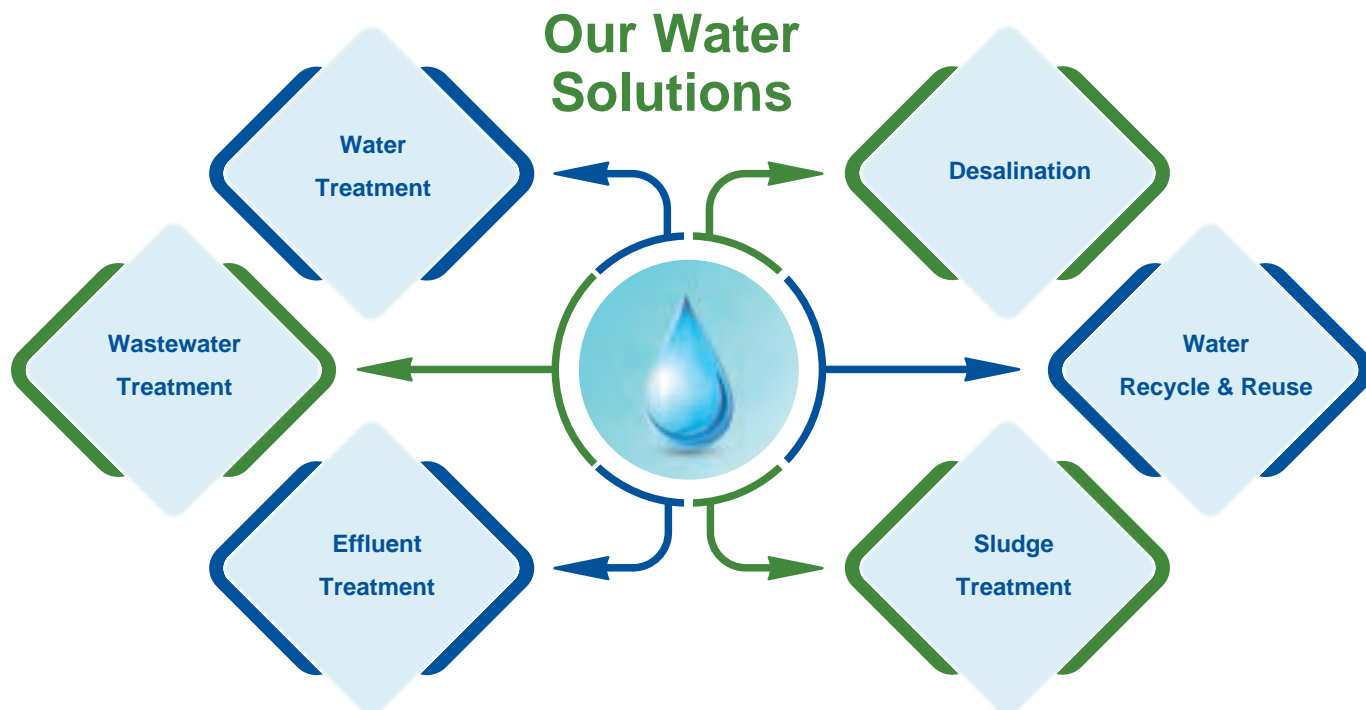 Our Water
Solutions
Water
Treatment
Desalination
Wastewater
Treatment
Water
Recycle & Reuse
Effluent
Treatment
Sludge
Treatment